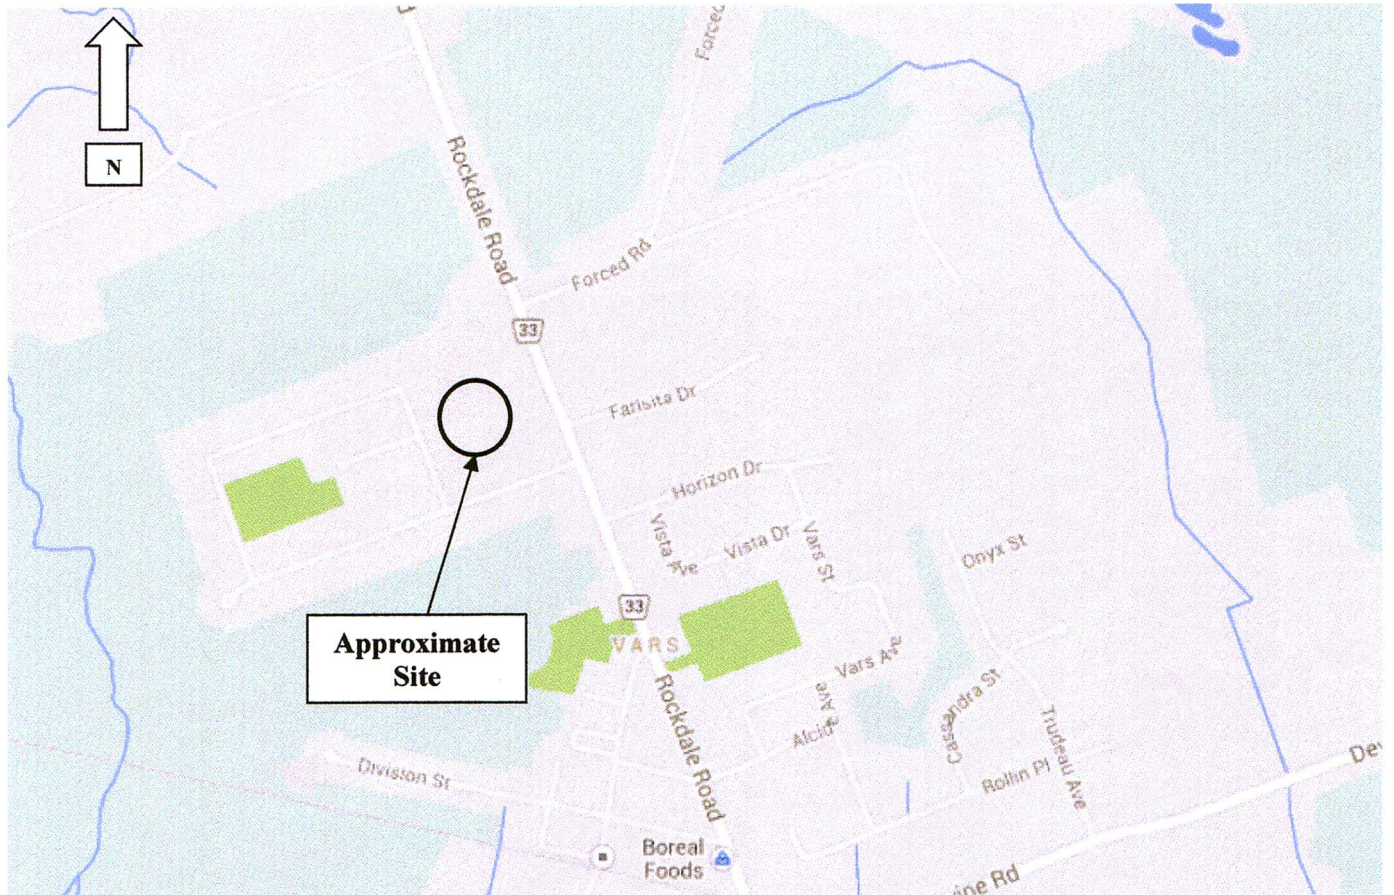 Forced
N
Rockdale Road
Forced Rd
33
Farisita Dr
Horizon Dr
Vista Ave
Vista Dr
Vars St
Onyx St
33
VARS
Approximate
Site
Vars Ave
Rockdale Road
Alcide Ave
Cassandra St
Trudeau Ave
Division St
Rollin Pl
Boreal
Foods